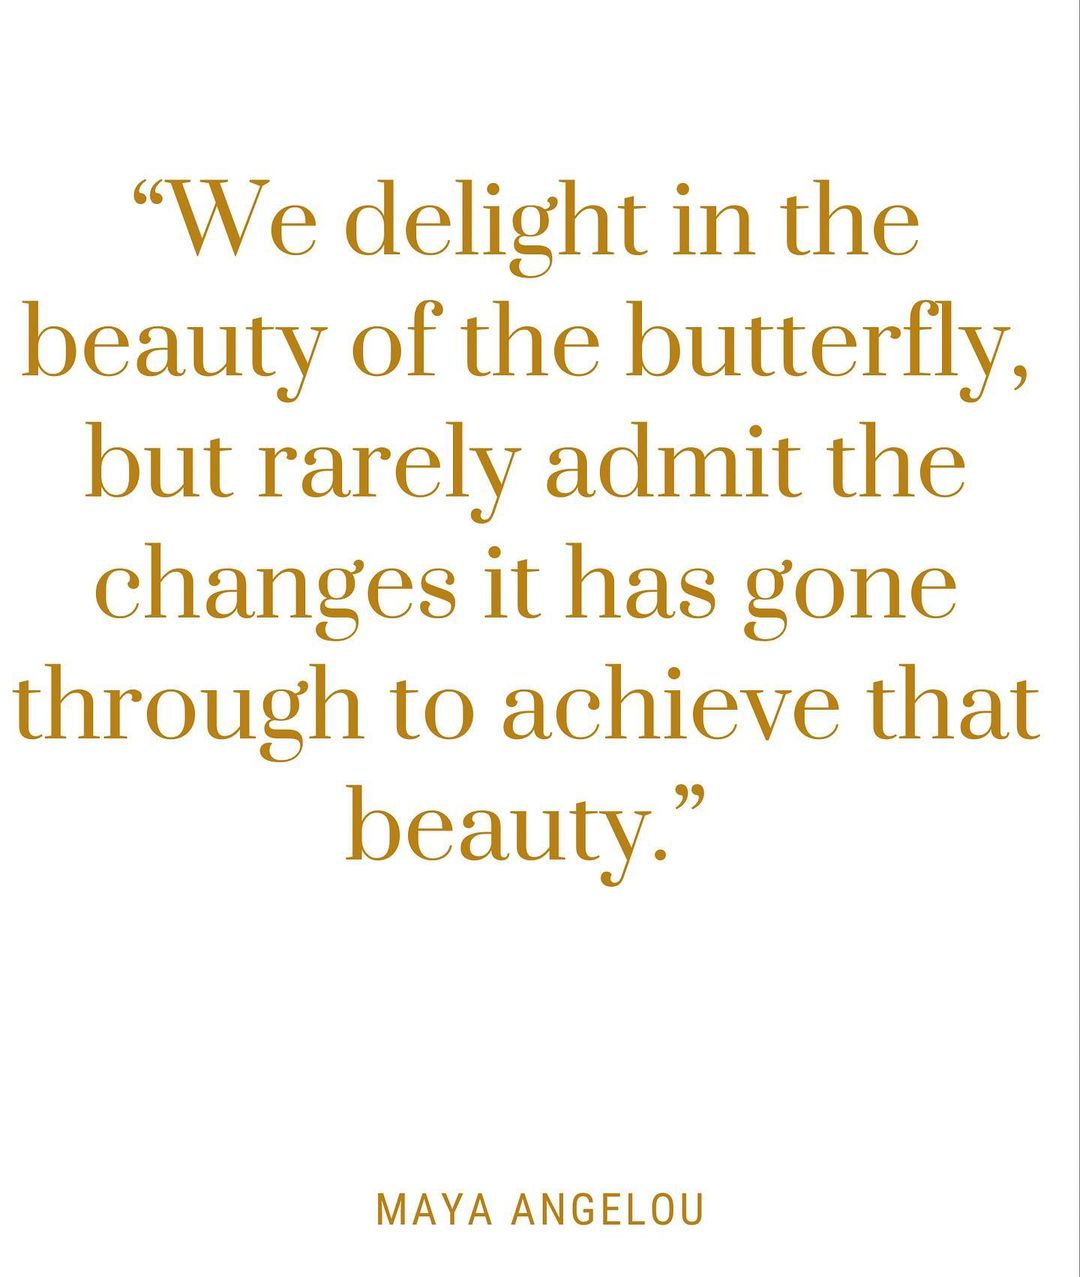 “We delight in the
beauty of the butterfly,
but rarely admit the
changes it has gone
through to achieve that
beauty.”
MAYA ANGELOU